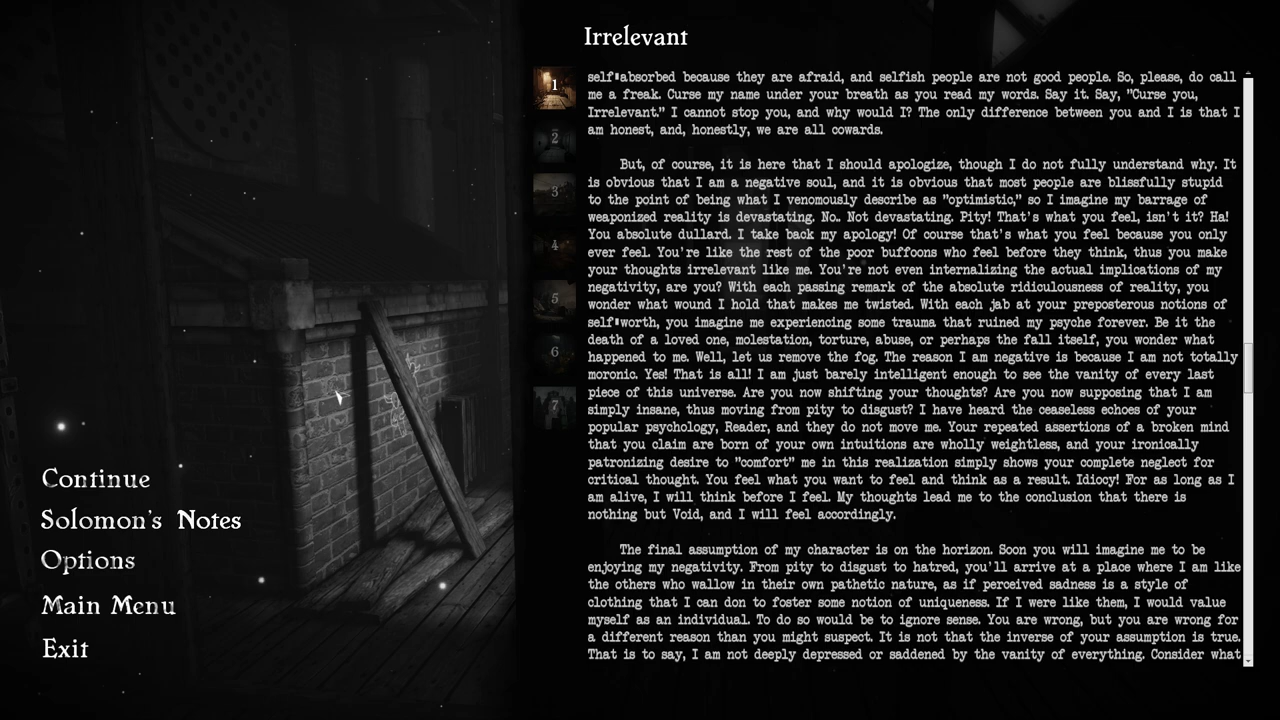 Irrelevant
self-absorbed because they are afraid, and selfish people are not good people. So, please, do call
me a freak. Curse my name under your breath as you read my words. Say it. Say, "Curse you,
Irrelevant." I cannot stop you, and why would I? The only difference between you and I is that I
am honest, and, honestly, we are all cowards.
But, of course, it is here that I should apologize, though I do not fully understand why. It
is obvious that I am a negative soul, and it is obvious that most people are blissfully stupid
to the point of being what I venomously describe as "optimistic," so I imagine my barrage of
weaponized reality is devastating. No. Not devastating. Pity! That's what you feel, isn't it? Ha!
You absolute dullard. I take back my apology! Of course that's what you feel because you only
ever feel. You're like the rest of the poor buffoons who feel before they think, thus you make
your thoughts irrelevant like me. You're not even internalizing the actual implications of my
negativity, are you? With each passing remark of the absolute ridiculousness of reality, you
wonder what wound I hold that makes me twisted. With each jab at your preposterous notions of
self-worth, you imagine me experiencing some trauma that ruined my psyche forever. Be it the
death of a loved one, molestation, torture, abuse, or perhaps the fall itself, you wonder what
happened to me. Well, let us remove the fog. The reason I am negative is because I am not totally
moronic. Yes! That is all! I am just barely intelligent enough to see the vanity of every last
piece of this universe. Are you now shifting your thoughts? Are you now supposing that I am
simply insane, thus moving from pity to disgust? I have heard the ceaseless echoes of your
popular psychology, Reader, and they do not move me. Your repeated assertions of a broken mind
that you claim are born of your own intuitions are wholly weightless, and your ironically
patronizing desire to "comfort" me in this realization simply shows your complete neglect for
critical thought. You feel what you want to feel and think as a result. Idiocy! For as long as I
am alive, I will think before I feel. My thoughts lead me to the conclusion that there is
nothing but Void, and I will feel accordingly.
The final assumption of my character is on the horizon. Soon you will imagine me to be
enjoying my negativity. From pity to disgust to hatred, you'll arrive at a place where I am like
the others who wallow in their own pathetic nature, as if perceived sadness is a style of
clothing that I can don to foster some notion of uniqueness. If I were like them, I would value
myself as an individual. To do so would be to ignore sense. You are wrong, but you are wrong for
a different reason than you might suspect. It is not that the inverse of your assumption is true.
That is to say, I am not deeply depressed or saddened by the vanity of everything. Consider what
1
2
3
4
5
6
7
Continue
Solomon's Notes
Options
Main Menu
Exit